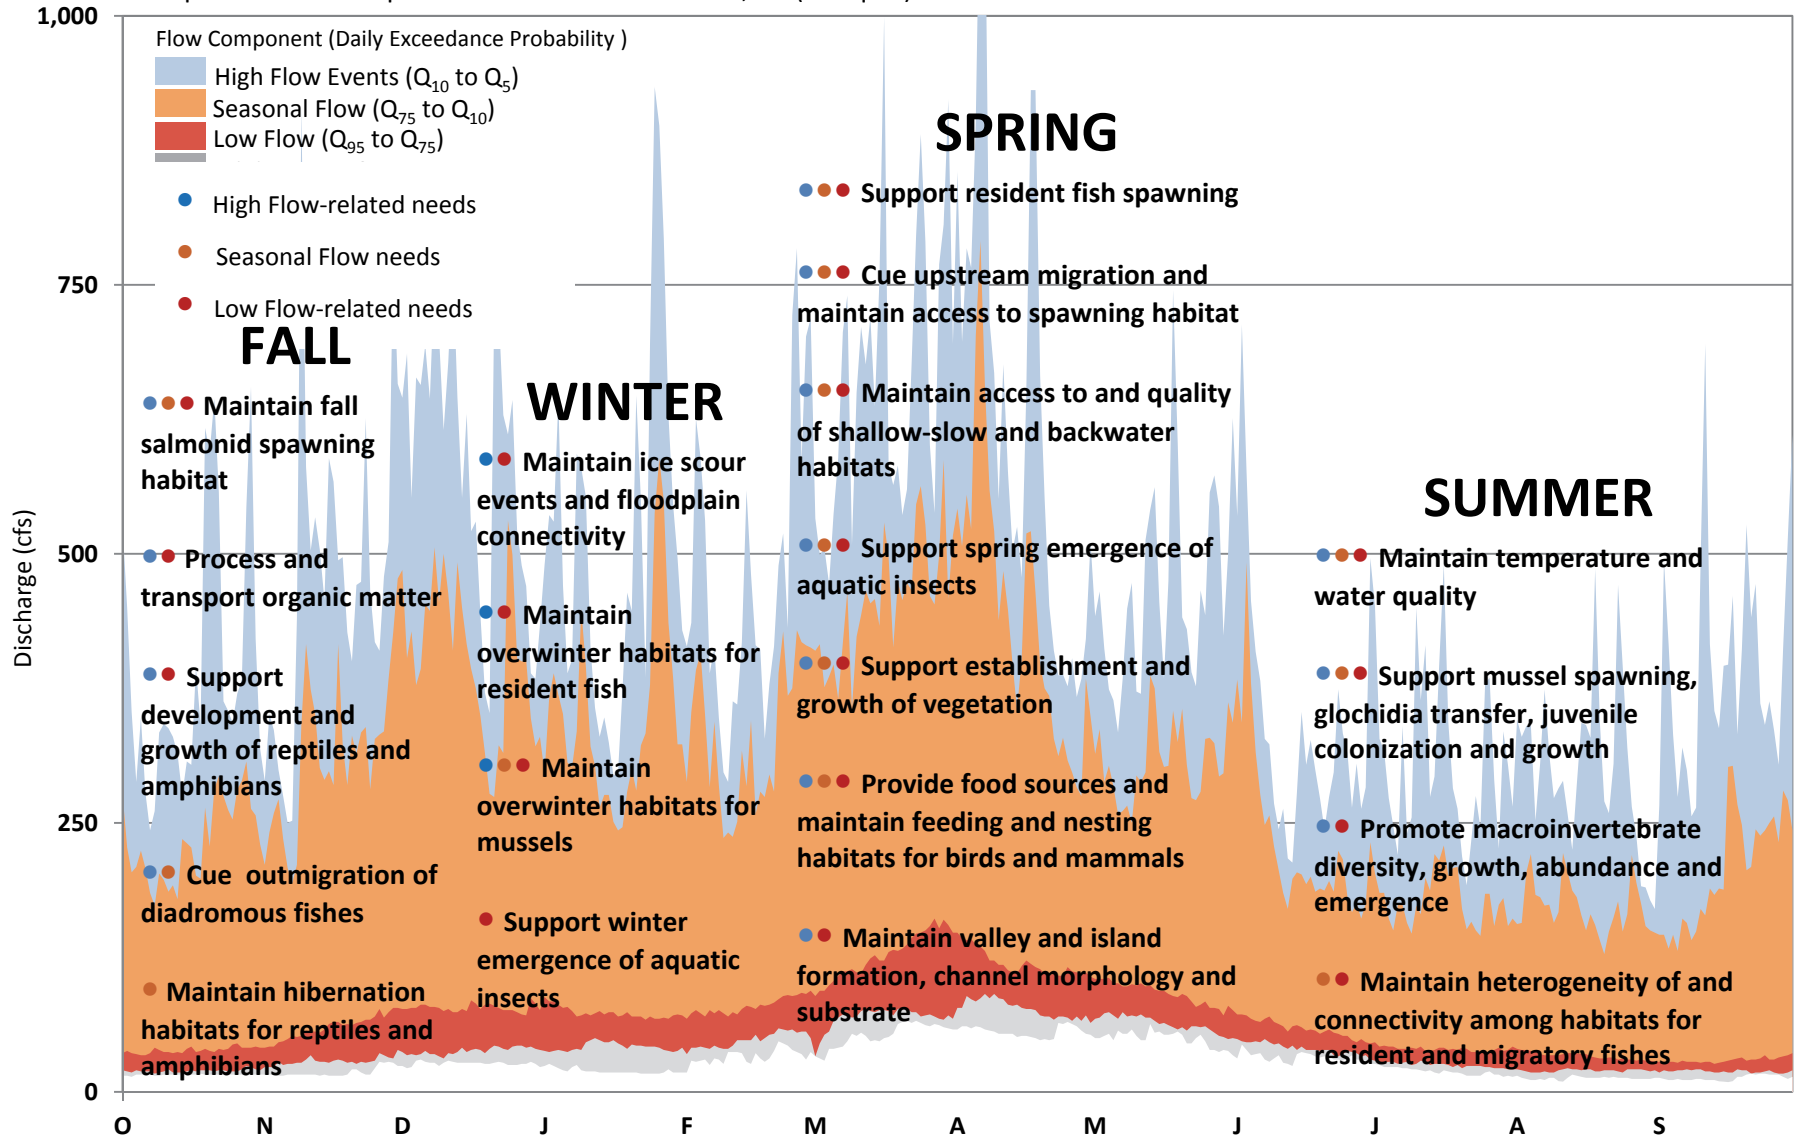 1,000
Flow Component (Daily Exceedance Probability )
High Flow Events (Q10 to Q5)
Seasonal Flow (Q75 to Q10)
Low Flow (Q95 to Q75)
High Flow-related needs
Seasonal Flow needs
Low Flow-related needs
FALL
Maintain fall
salmonid spawning
habitat
Process and
transport organic matter
Support
development and
growth of reptiles and
amphibians
Cue outmigration of
diadromous fishes
Maintain hibernation
habitats for reptiles and
amphibians
WINTER
Maintain ice scour
events and floodplain
connectivity
Maintain
overwinter habitats for
resident fish
Maintain
overwinter habitats for
mussels
Support winter
emergence of aquatic
insects
SPRING
Support resident fish spawning
Cue upstream migration and
maintain access to spawning habitat
Maintain access to and quality
of shallow-slow and backwater
habitats
Support spring emergence of
aquatic insects
Support establishment and
growth of vegetation
Provide food sources and
maintain feeding and nesting
habitats for birds and mammals
Maintain valley and island
formation, channel morphology and
substrate
SUMMER
Maintain temperature and
water quality
Support mussel spawning,
glochidia transfer, juvenile
colonization and growth
Promote macroinvertebrate
diversity, growth, abundance and
emergence
Maintain heterogeneity of and
connectivity among habitats for
resident and migratory fishes
750
500
250
0
Discharge (cfs)
O N D J F M A M J J A S